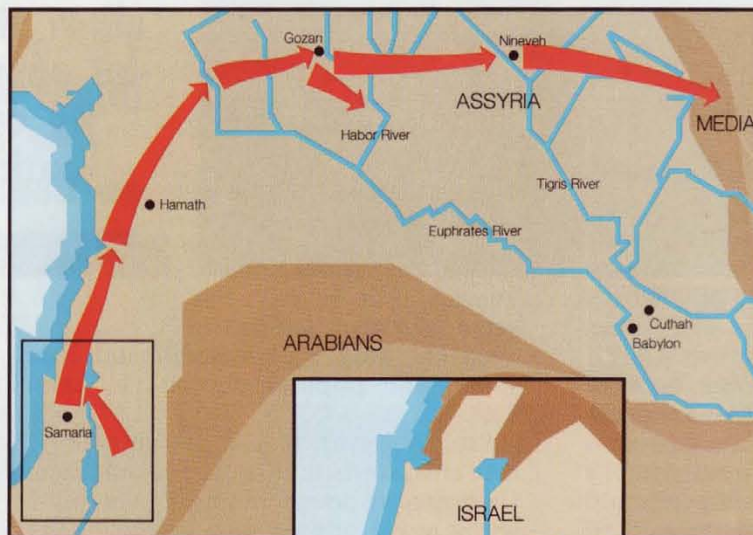 Gozan
Nineveh
ASSYRIA
MEDIA
Habor River
Tigris River
Hamath
Euphrates River
Cuthah
Babylon
ARABIANS
Samaria
ISRAEL